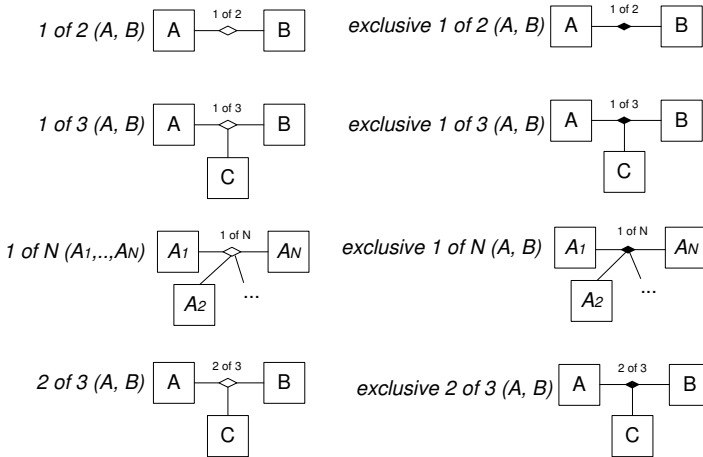 1 of 2 (A, B) A 1 of 2 B
exclusive 1 of 2 (A, B) A 1 of 2 B
1 of 3 (A, B) A 1 of 3 B
C
exclusive 1 of 3 (A, B) A 1 of 3 B
C
1 of N (A1,..,AN) A1 1 of N AN
A2 ...
exclusive 1 of N (A, B) A1 1 of N AN
A2 ...
2 of 3 (A, B) A 2 of 3 B
C
exclusive 2 of 3 (A, B) A 2 of 3 B
C